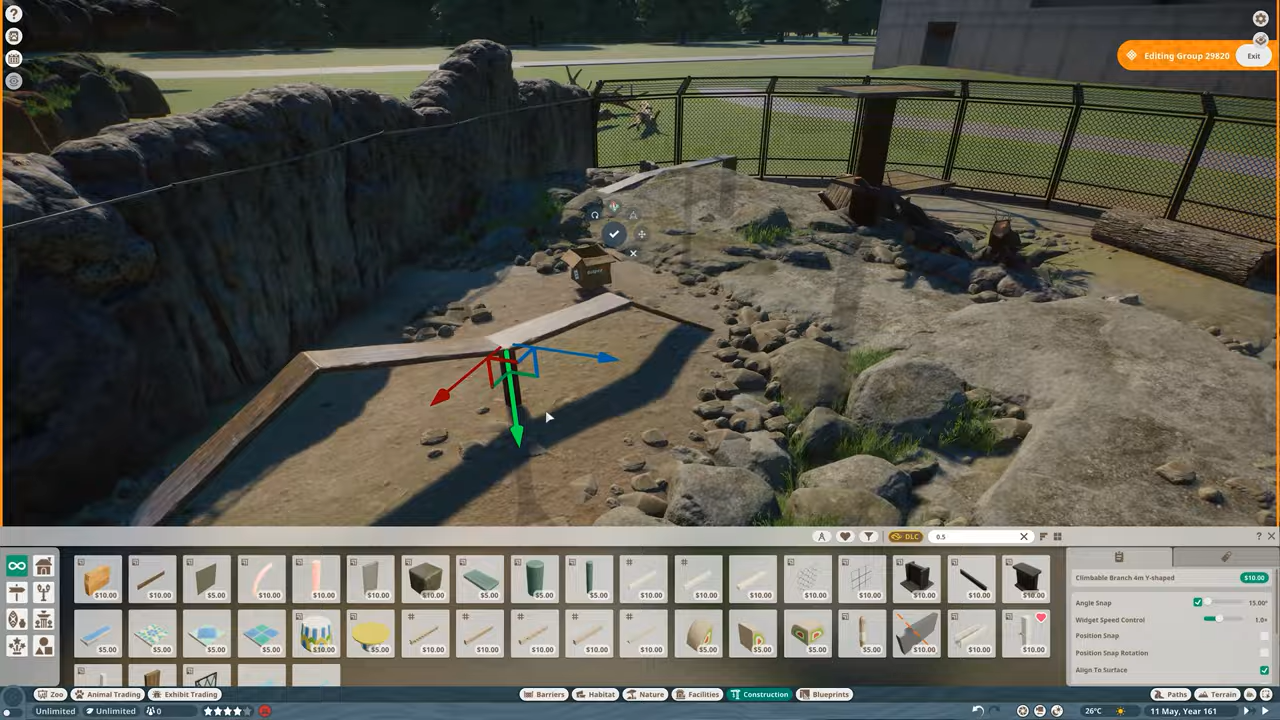 ?
Editing Group 29820
Exit
DLC
0.5
?
$10.00 $10.00 $5.00 $10.00 $10.00 $10.00 $10.00 $5.00 $10.00 $5.00 $10.00 $10.00 $10.00 $10.00 $10.00 $10.00 $10.00 $10.00
Climbable Branch 4m Y-shaped $10.00
Angle Snap 15.00°
Widget Speed Control 1.0×
Position Snap
$5.00 $5.00 $5.00 $5.00 $10.00 $5.00 $10.00 $10.00 $10.00 $10.00 $10.00 $5.00 $5.00 $5.00 $5.00 $10.00 $10.00 $10.00
Position Snap Rotation
Align To Surface
Zoo Animal Trading Exhibit Trading Barriers Habitat Nature Facilities Construction Blueprints Paths Terrain
Unlimited Unlimited 0 26°C 11 May, Year 161